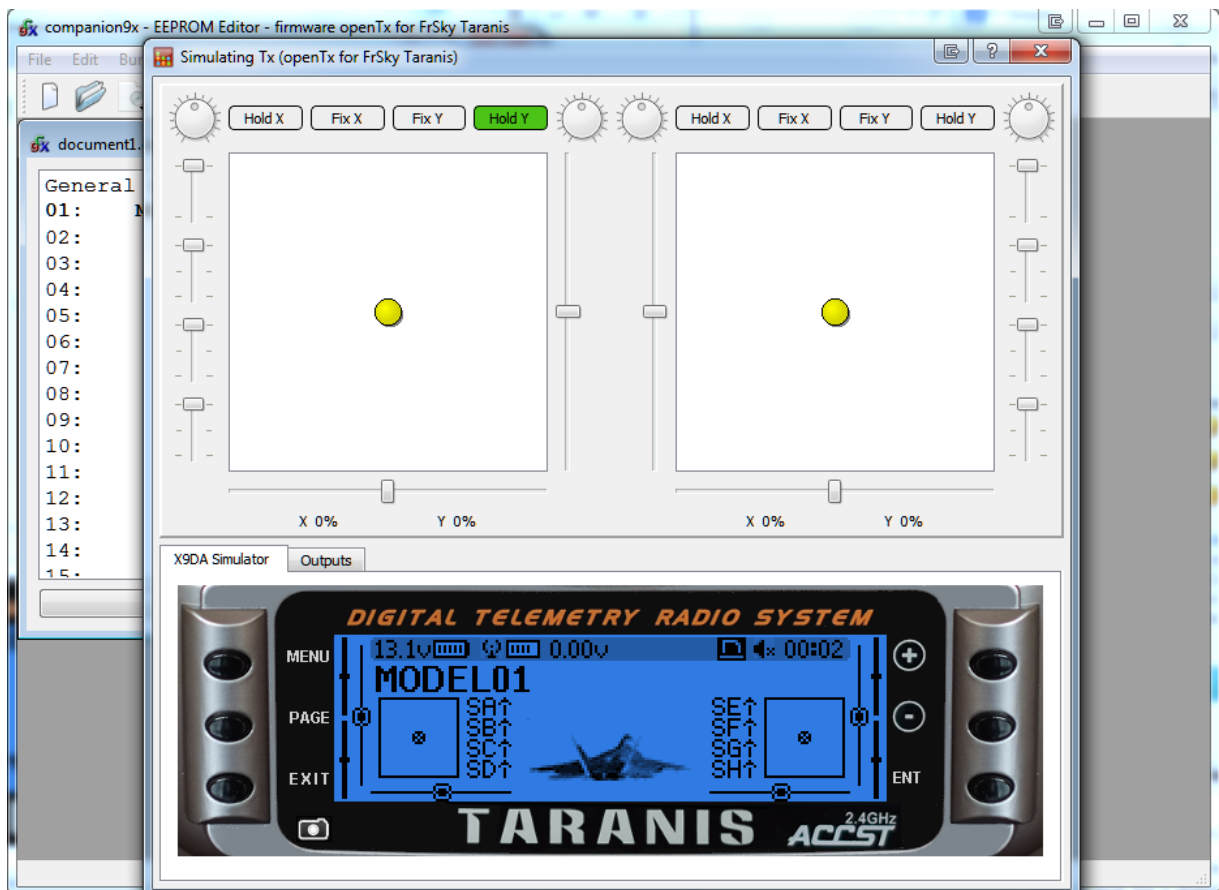 companion9x - EEPROM Editor - firmware openTx for FrSky Taranis
File Edit
Simulating Tx (openTx for FrSky Taranis)
Hold X Fix X Fix Y Hold Y Hold X Fix X Fix Y Hold Y
document1.
General
01:
02:
03:
04:
05:
06:
07:
08:
09:
10:
11:
12:
13:
14:
15:
X 0% Y 0% X 0% Y 0%
X9DA Simulator Outputs
DIGITAL TELEMETRY RADIO SYSTEM
MENU
PAGE
EXIT
13.1v 0.00v 00:02
MODEL01
SA↑ SE↑
SB↑ SF↑
SC↑ SG↑
SD↑ SH↑
+
-
ENT
TARANIS ACCST 2.4GHz